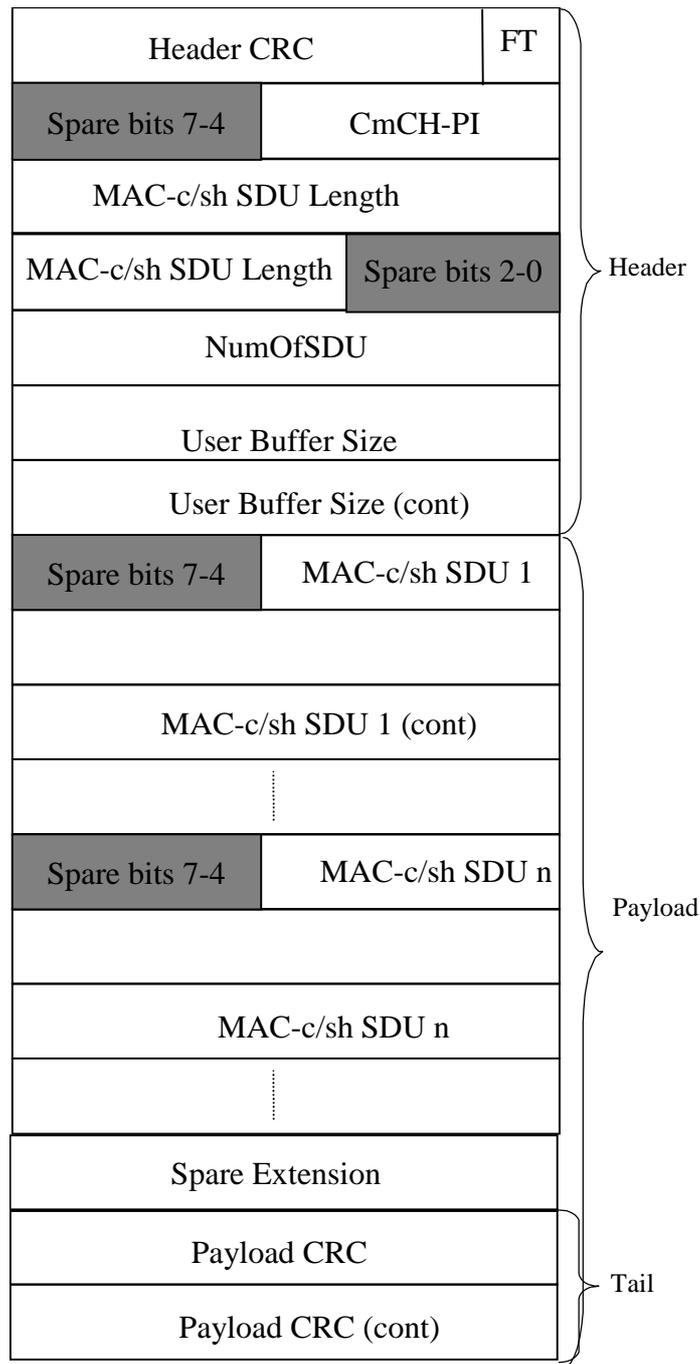 Header CRC FT
Spare bits 7-4 CmCH-PI
MAC-c/sh SDU Length
MAC-c/sh SDU Length Spare bits 2-0
Header
NumOfSDU
User Buffer Size
User Buffer Size (cont)
Spare bits 7-4 MAC-c/sh SDU 1
MAC-c/sh SDU 1 (cont)
Spare bits 7-4 MAC-c/sh SDU n
Payload
MAC-c/sh SDU n
Spare Extension
Payload CRC
Tail
Payload CRC (cont)